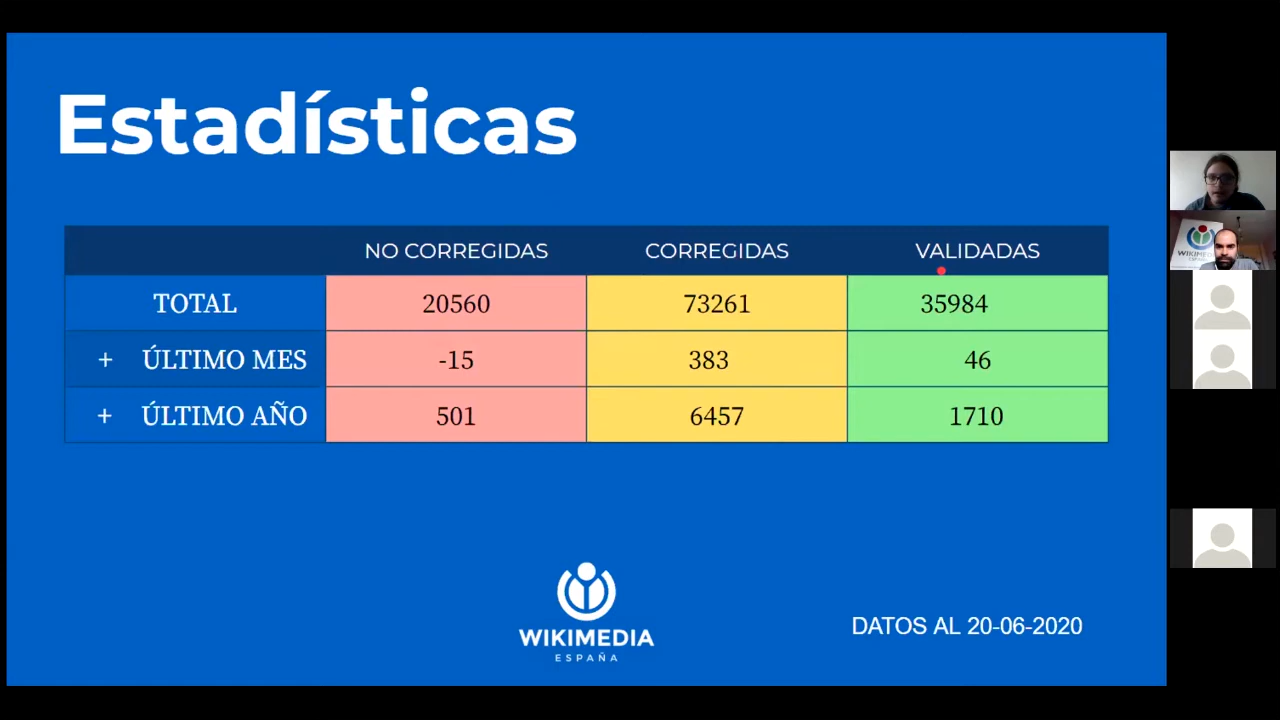 Estadísticas
NO CORREGIDAS CORREGIDAS VALIDADAS
TOTAL 20560 73261 35984
+ ÚLTIMO MES -15 383 46
+ ÚLTIMO AÑO 501 6457 1710
WIKIMEDIA
ESPAÑA
DATOS AL 20-06-2020